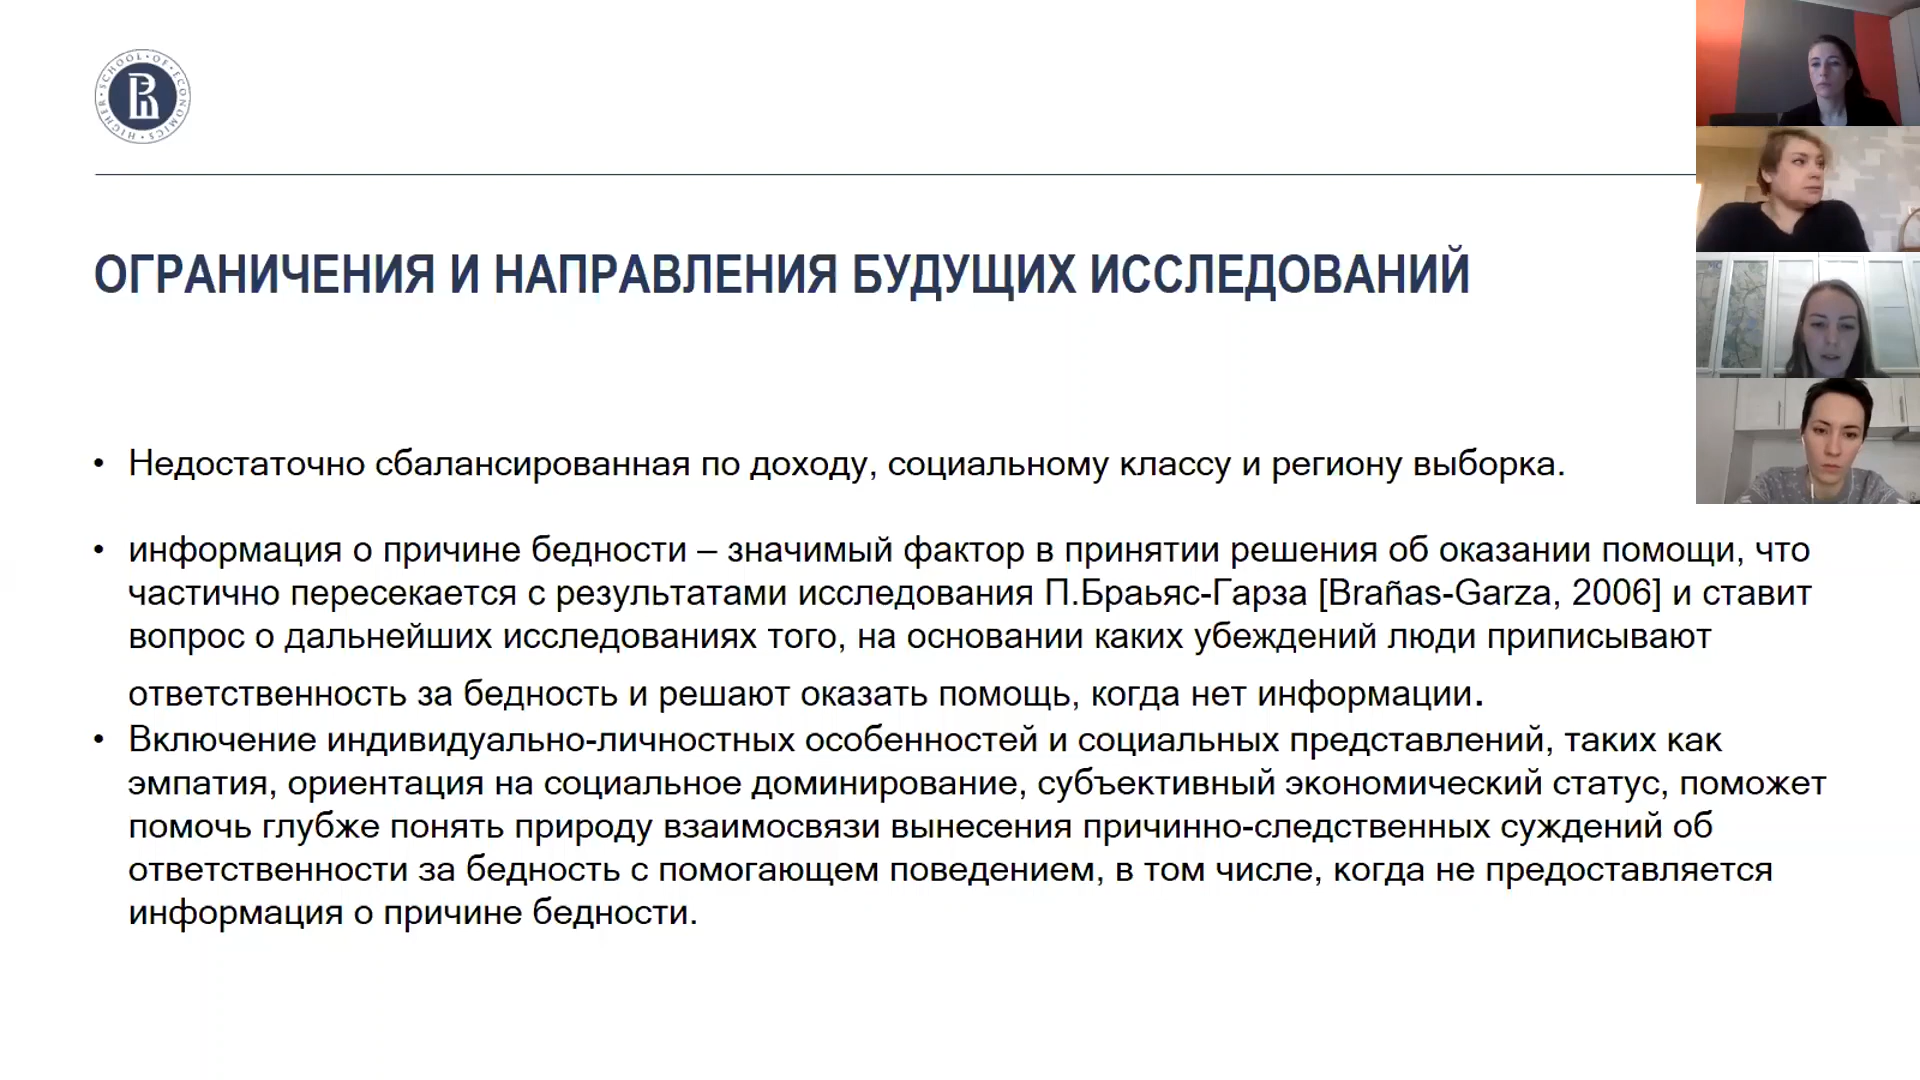 HIGHER · SCHOOL · OF · ECONOMICS
ОГРАНИЧЕНИЯ И НАПРАВЛЕНИЯ БУДУЩИХ ИССЛЕДОВАНИЙ
• Недостаточно сбалансированная по доходу, социальному классу и региону выборка.
• информация о причине бедности – значимый фактор в принятии решения об оказании помощи, что
частично пересекается с результатами исследования П.Браьяс-Гарза [Brañas-Garza, 2006] и ставит
вопрос о дальнейших исследованиях того, на основании каких убеждений люди приписывают
ответственность за бедность и решают оказать помощь, когда нет информации.
• Включение индивидуально-личностных особенностей и социальных представлений, таких как
эмпатия, ориентация на социальное доминирование, субъективный экономический статус, поможет
помочь глубже понять природу взаимосвязи вынесения причинно-следственных суждений об
ответственности за бедность с помогающем поведением, в том числе, когда не предоставляется
информация о причине бедности.